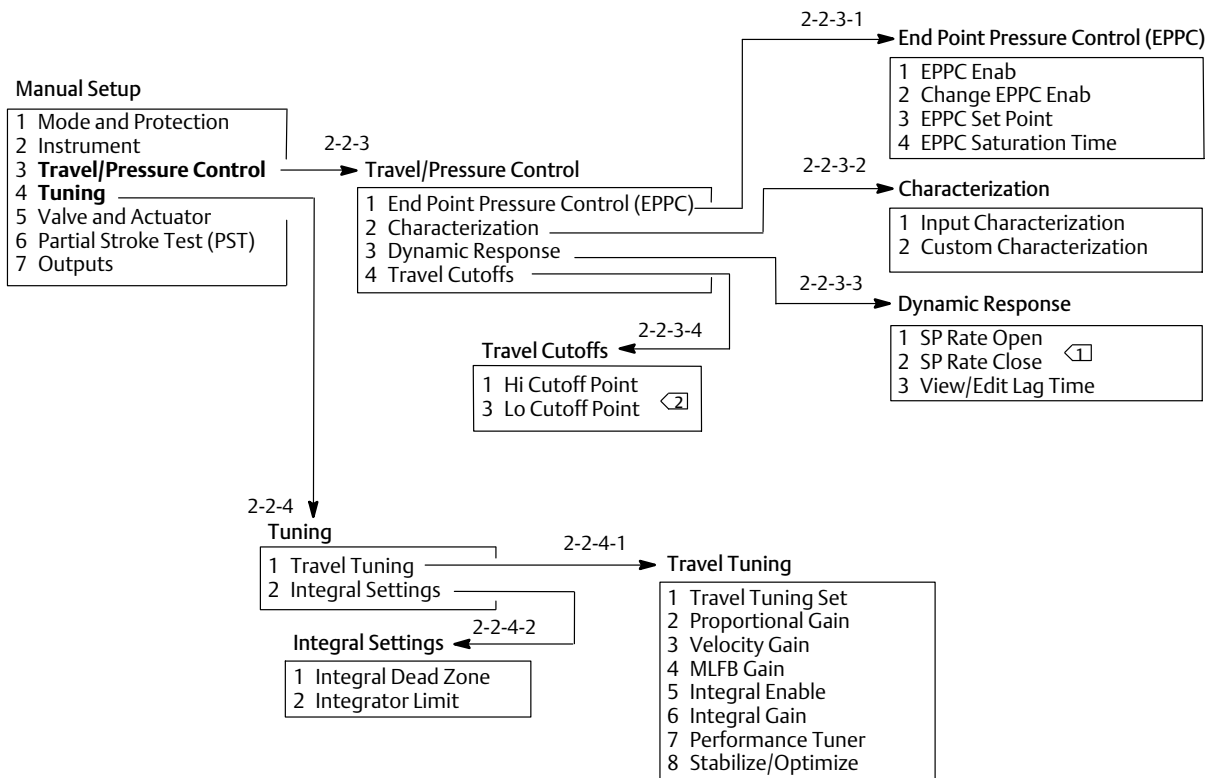 Manual Setup
1 Mode and Protection
2 Instrument
3 Travel/Pressure Control
4 Tuning
5 Valve and Actuator
6 Partial Stroke Test (PST)
7 Outputs
2-2-3
Travel/Pressure Control
1 End Point Pressure Control (EPPC)
2 Characterization
3 Dynamic Response
4 Travel Cutoffs
2-2-3-1
End Point Pressure Control (EPPC)
1 EPPC Enab
2 Change EPPC Enab
3 EPPC Set Point
4 EPPC Saturation Time
2-2-3-2
Characterization
1 Input Characterization
2 Custom Characterization
2-2-3-3
Dynamic Response
1 SP Rate Open
2 SP Rate Close
1
3 View/Edit Lag Time
2-2-3-4
Travel Cutoffs
1 Hi Cutoff Point
3 Lo Cutoff Point
2
2-2-4
Tuning
1 Travel Tuning
2 Integral Settings
2-2-4-1
Travel Tuning
1 Travel Tuning Set
2 Proportional Gain
3 Velocity Gain
4 MLFB Gain
5 Integral Enable
6 Integral Gain
7 Performance Tuner
8 Stabilize/Optimize
2-2-4-2
Integral Settings
1 Integral Dead Zone
2 Integrator Limit